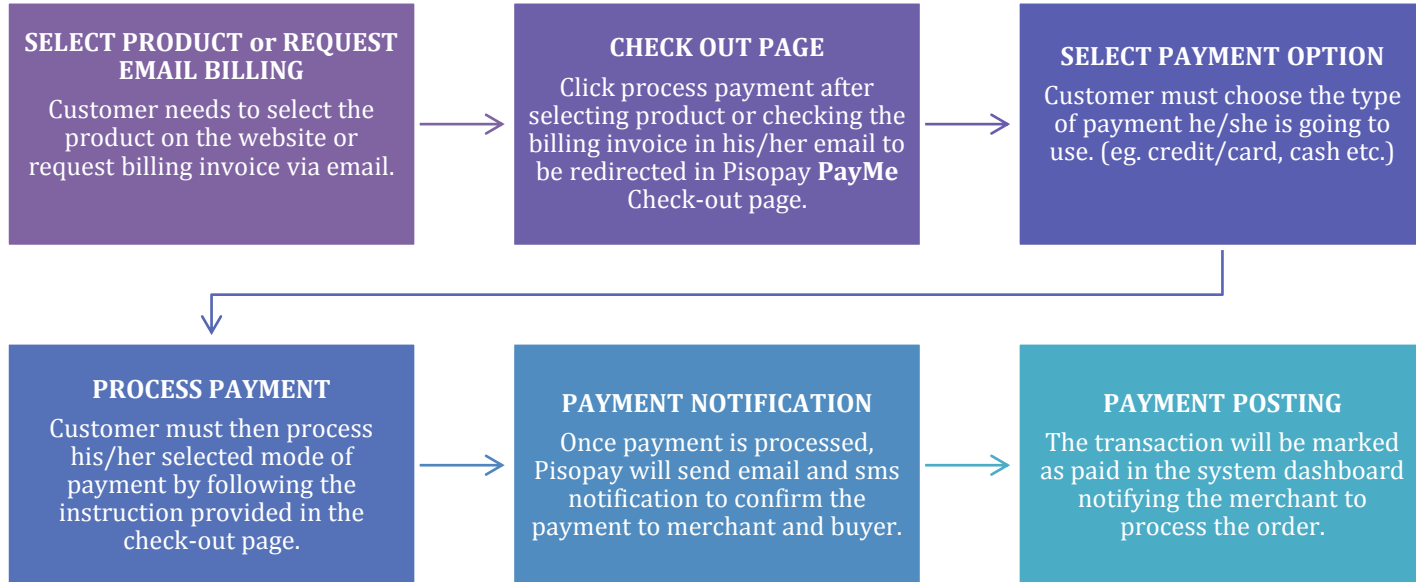 SELECT PRODUCT or REQUEST
EMAIL BILLING
Customer needs to select the
product on the website or
request billing invoice via email.
CHECK OUT PAGE
Click process payment after
selecting product or checking the
billing invoice in his/her email to
be redirected in Pisopay PayMe
Check-out page.
SELECT PAYMENT OPTION
Customer must choose the type
of payment he/she is going to
use. (eg. credit/card, cash etc.)
PROCESS PAYMENT
Customer must then process
his/her selected mode of
payment by following the
instruction provided in the
check-out page.
PAYMENT NOTIFICATION
Once payment is processed,
Pisopay will send email and sms
notification to confirm the
payment to merchant and buyer.
PAYMENT POSTING
The transaction will be marked
as paid in the system dashboard
notifying the merchant to
process the order.